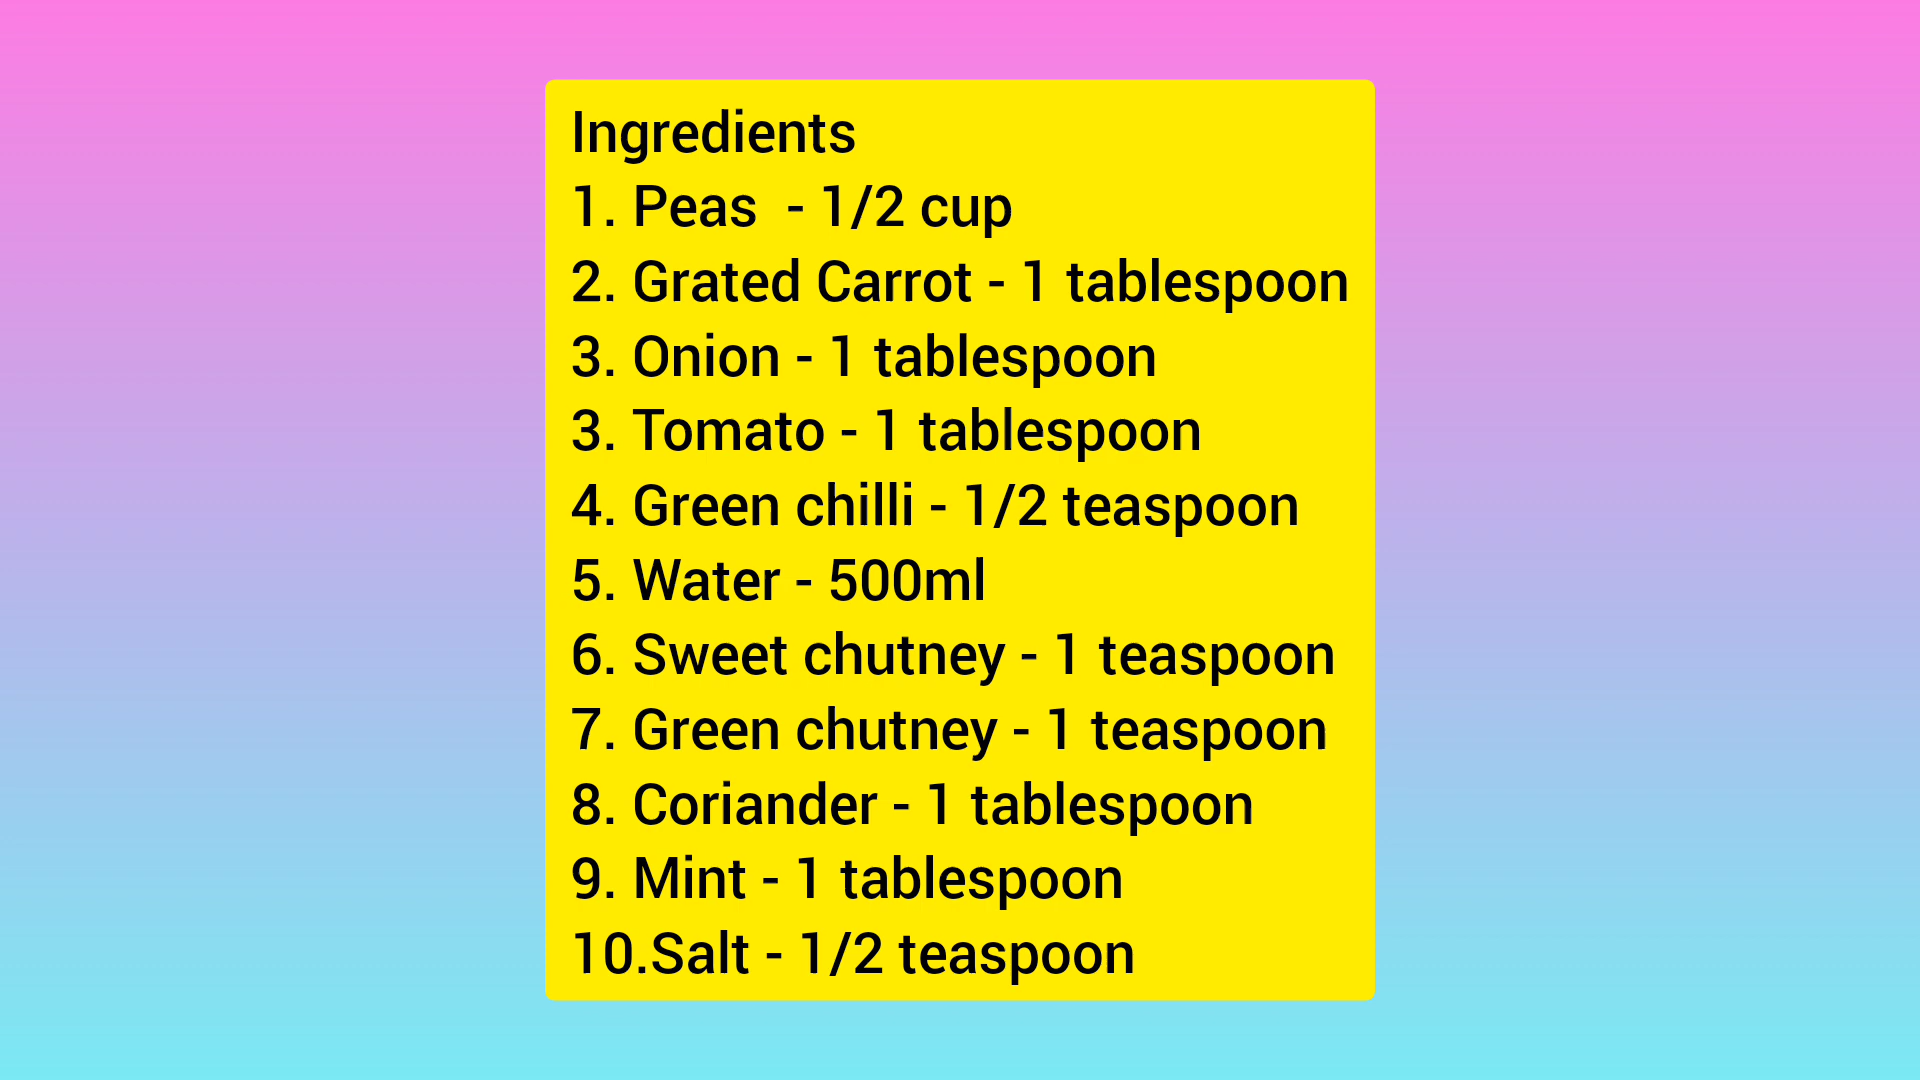 Ingredients
1. Peas  - 1/2 cup
2. Grated Carrot - 1 tablespoon
3. Onion - 1 tablespoon
3. Tomato - 1 tablespoon
4. Green chilli - 1/2 teaspoon
5. Water - 500ml
6. Sweet chutney - 1 teaspoon
7. Green chutney - 1 teaspoon
8. Coriander - 1 tablespoon
9. Mint - 1 tablespoon
10.Salt - 1/2 teaspoon